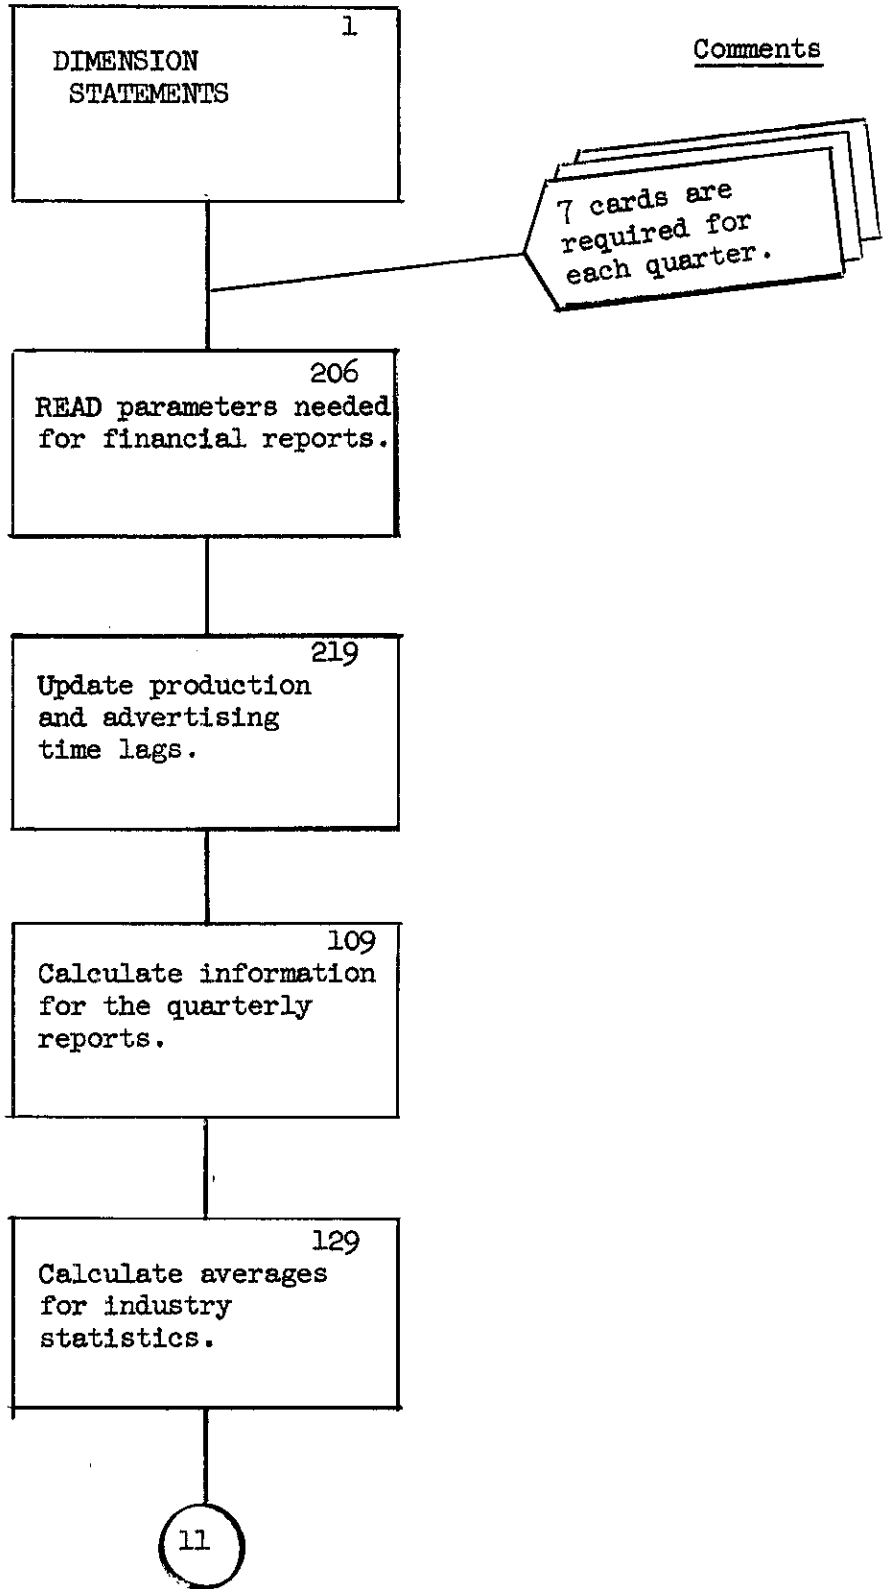 1
DIMENSION
STATEMENTS
Comments
7 cards are
required for
each quarter.
206
READ parameters needed
for financial reports.
219
Update production
and advertising
time lags.
109
Calculate information
for the quarterly
reports.
129
Calculate averages
for industry
statistics.
11